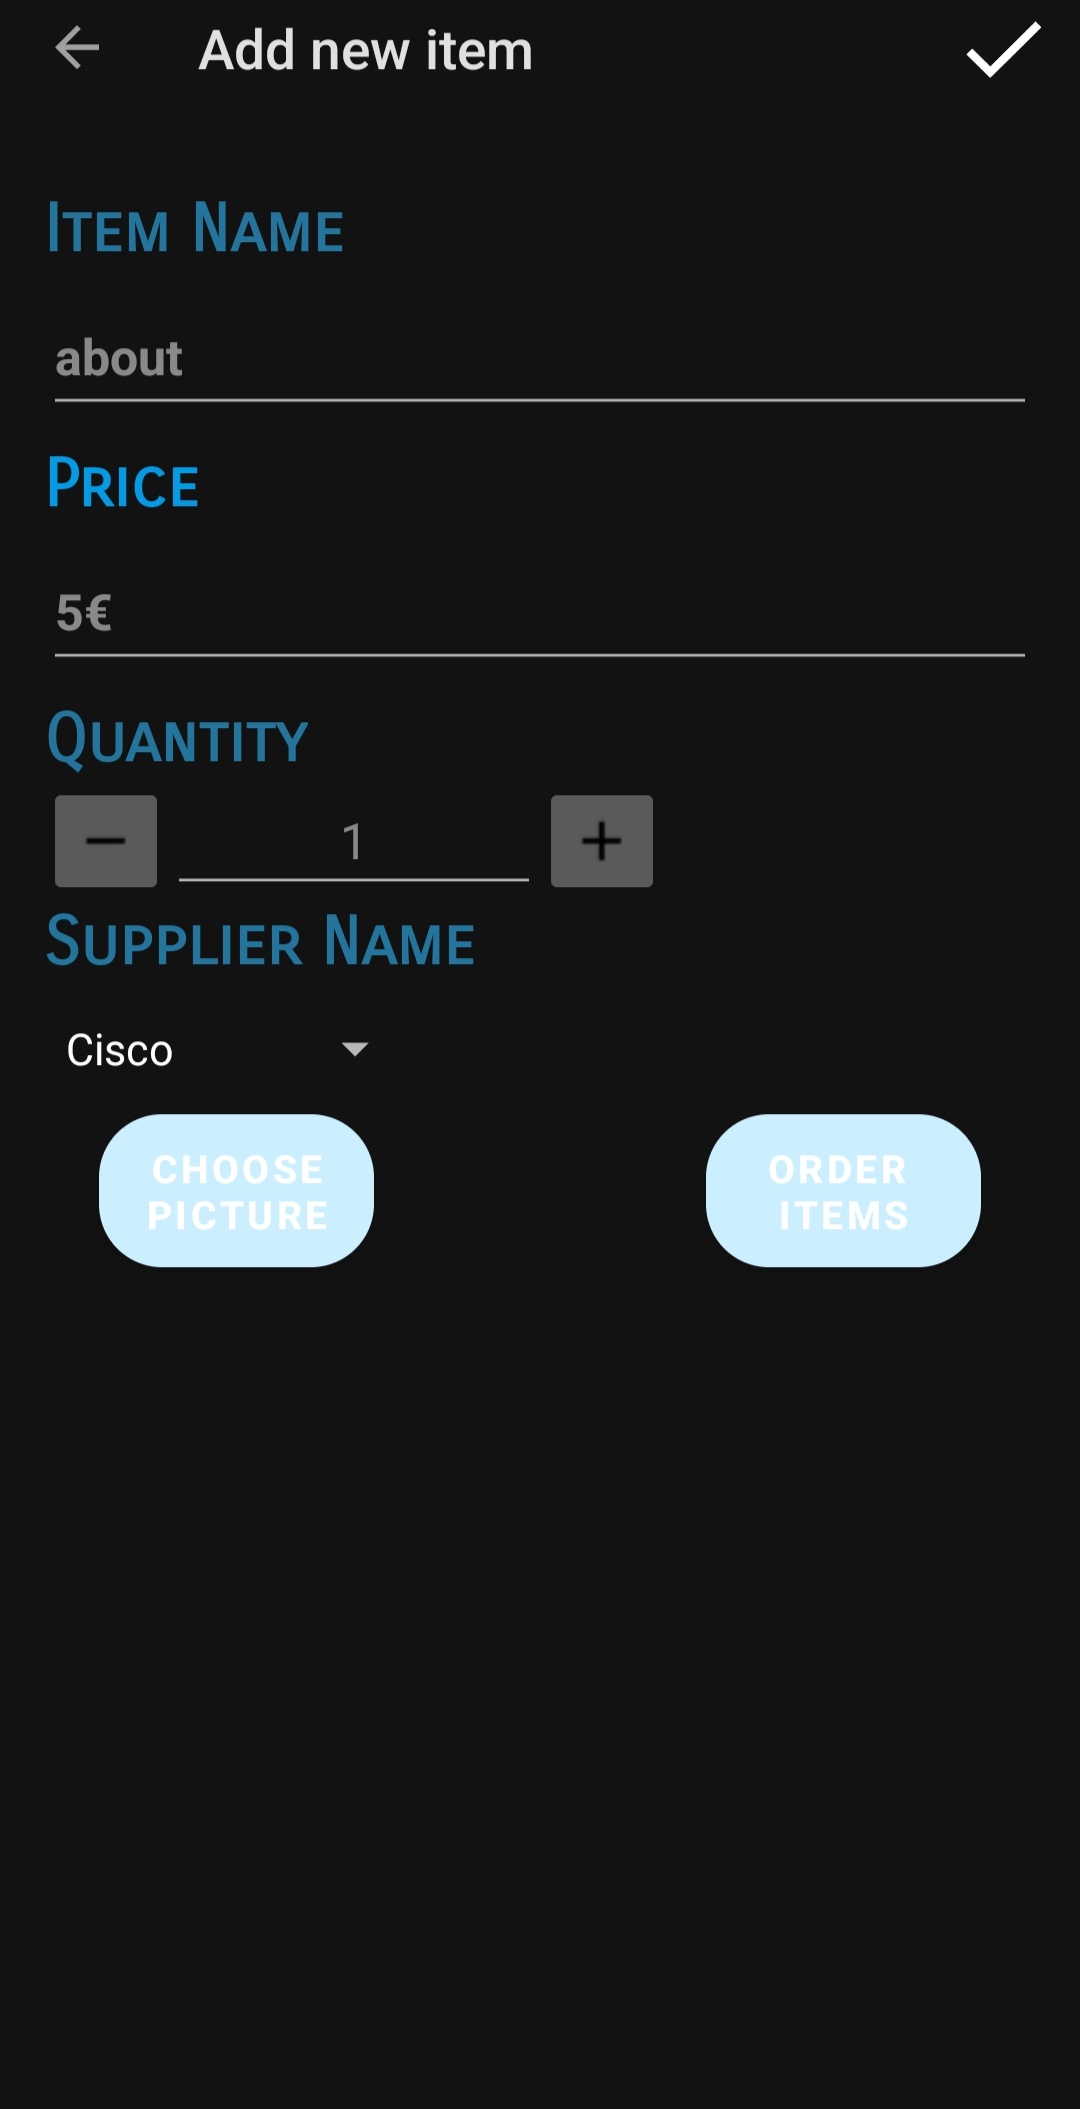 Add new item
Item Name
about
Price
5€
Quantity
1
Supplier Name
Cisco
CHOOSE
PICTURE
ORDER
ITEMS